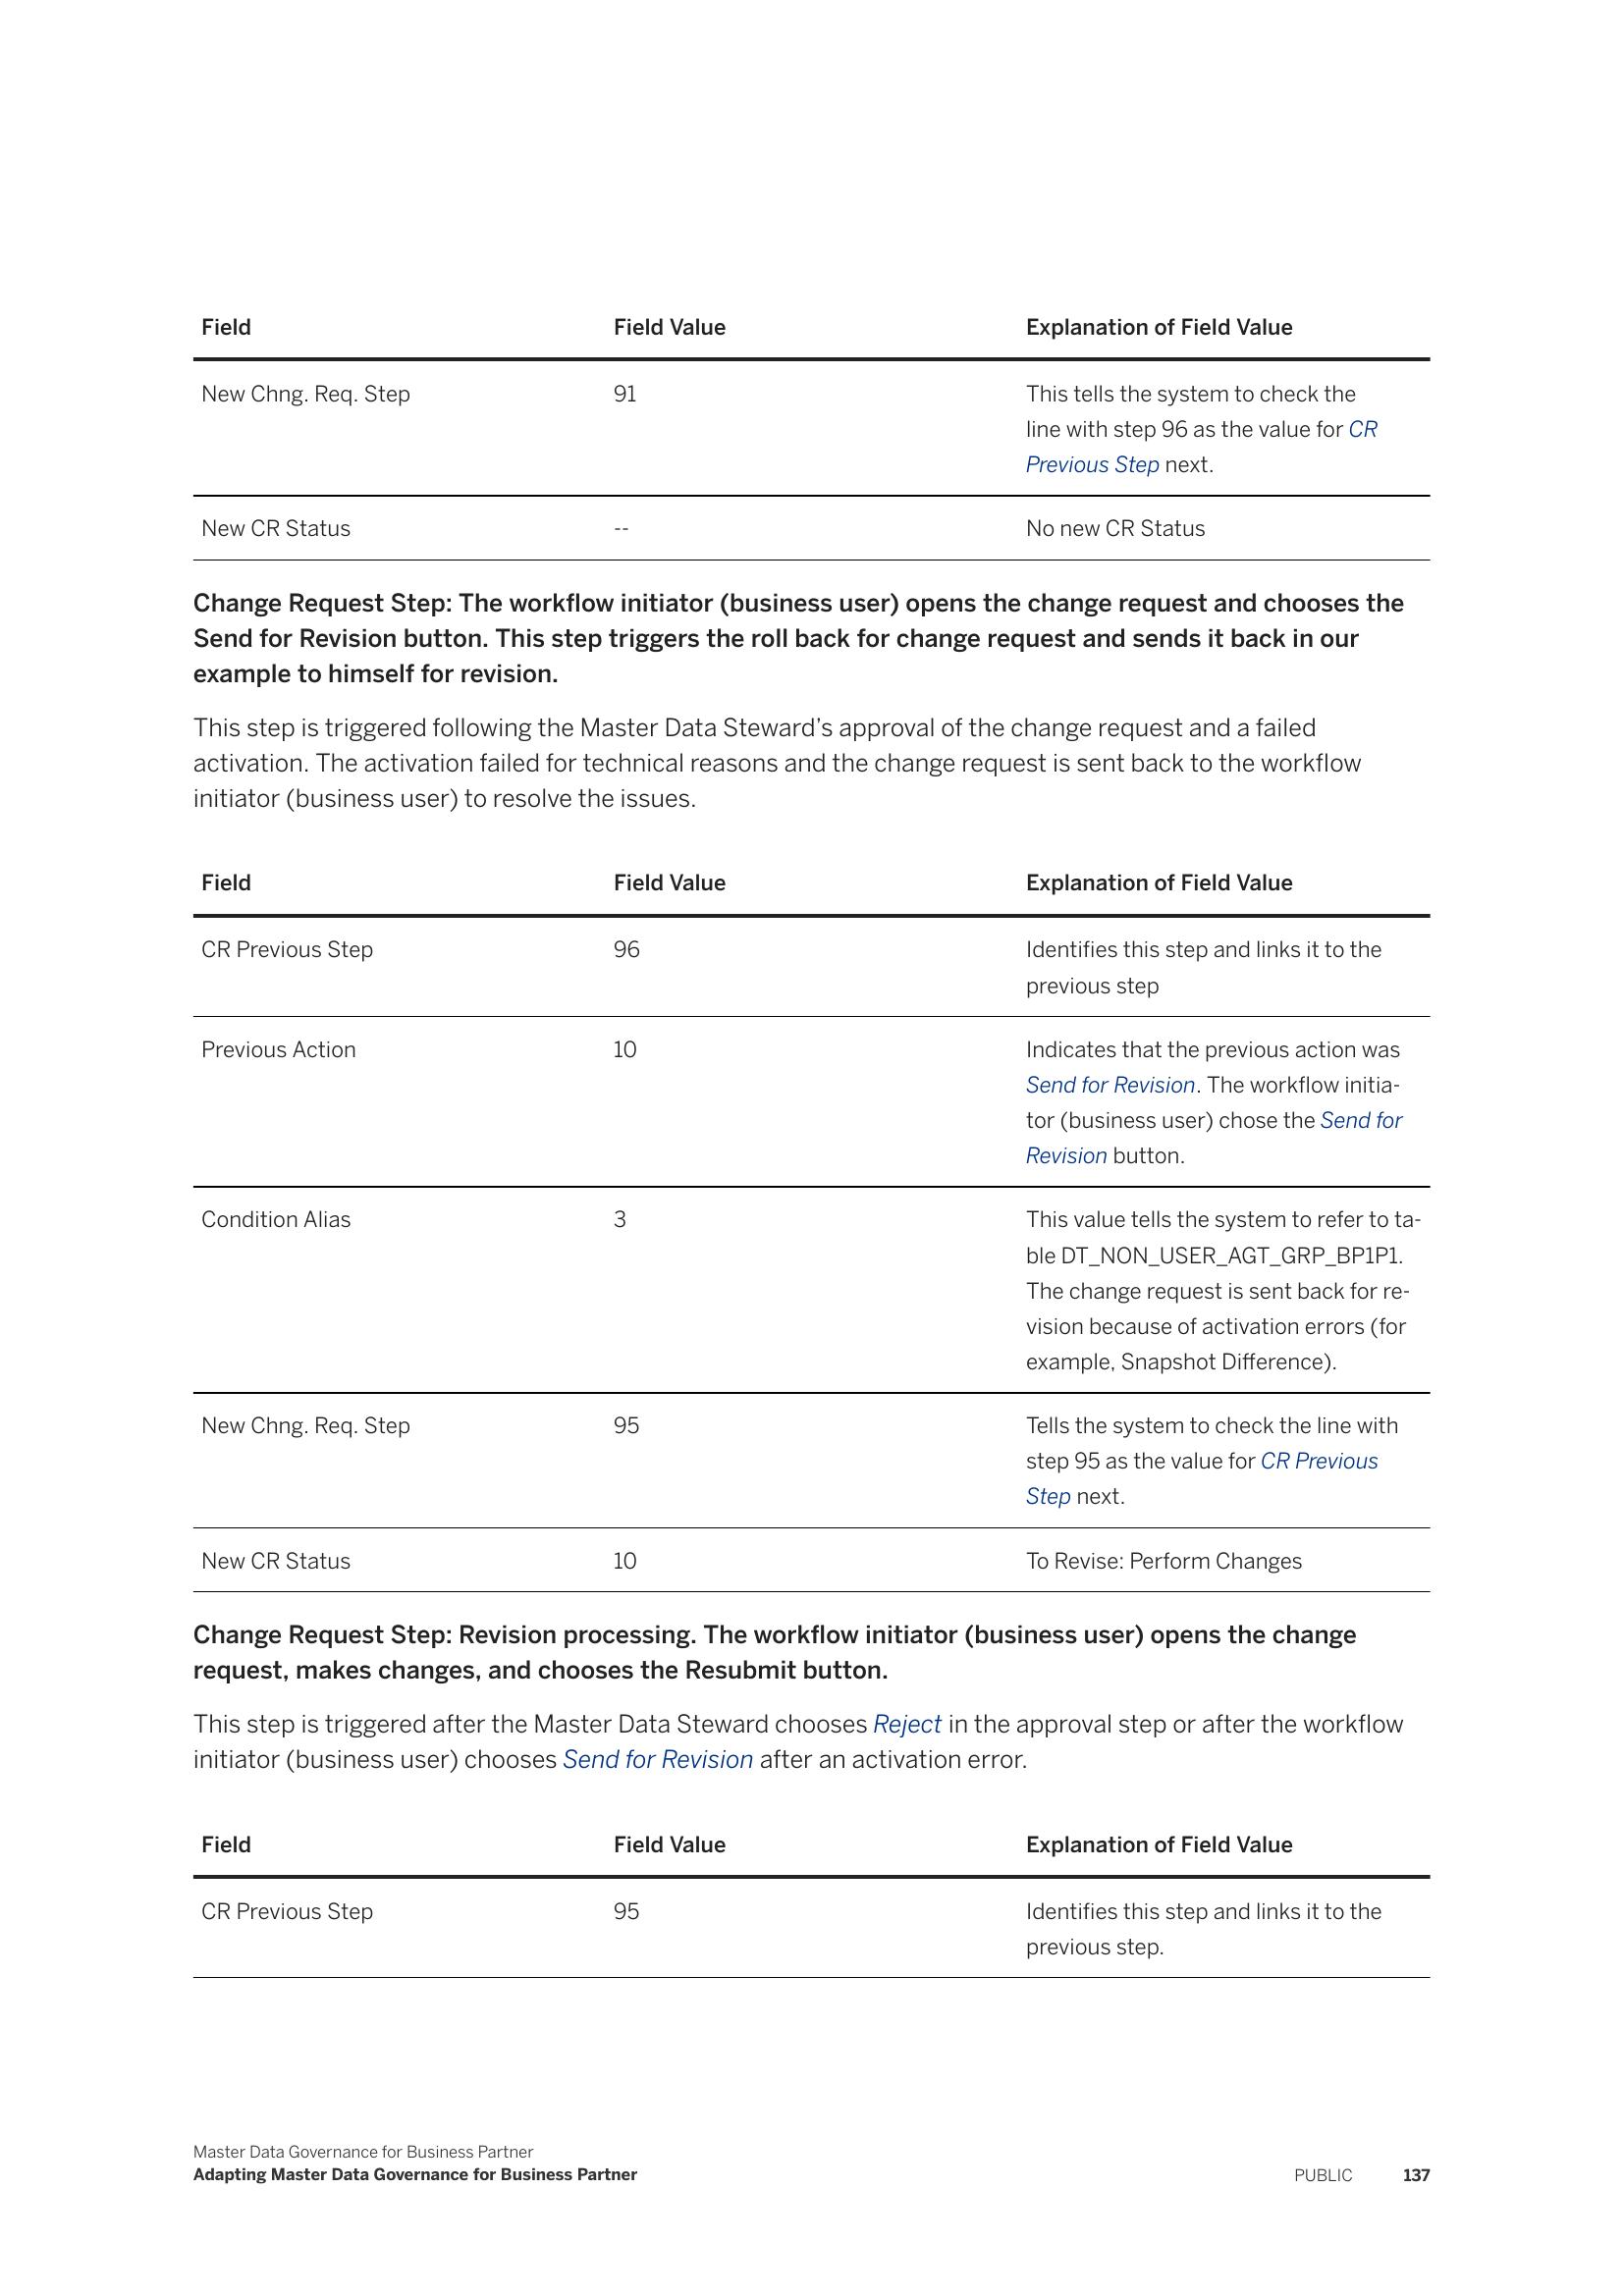 Field Field Value Explanation of Field Value
New Chng. Req. Step 91 This tells the system to check the
line with step 96 as the value for CR
Previous Step next.
New CR Status -- No new CR Status
Change Request Step: The workflow initiator (business user) opens the change request and chooses the
Send for Revision button. This step triggers the roll back for change request and sends it back in our
example to himself for revision.
This step is triggered following the Master Data Steward’s approval of the change request and a failed
activation. The activation failed for technical reasons and the change request is sent back to the workflow
initiator (business user) to resolve the issues.
Field Field Value Explanation of Field Value
CR Previous Step 96 Identifies this step and links it to the
previous step
Previous Action 10 Indicates that the previous action was
Send for Revision. The workflow initia-
tor (business user) chose the Send for
Revision button.
Condition Alias 3 This value tells the system to refer to ta-
ble DT_NON_USER_AGT_GRP_BP1P1.
The change request is sent back for re-
vision because of activation errors (for
example, Snapshot Difference).
New Chng. Req. Step 95 Tells the system to check the line with
step 95 as the value for CR Previous
Step next.
New CR Status 10 To Revise: Perform Changes
Change Request Step: Revision processing. The workflow initiator (business user) opens the change
request, makes changes, and chooses the Resubmit button.
This step is triggered after the Master Data Steward chooses Reject in the approval step or after the workflow
initiator (business user) chooses Send for Revision after an activation error.
Field Field Value Explanation of Field Value
CR Previous Step 95 Identifies this step and links it to the
previous step.
Master Data Governance for Business Partner
Adapting Master Data Governance for Business Partner PUBLIC 137